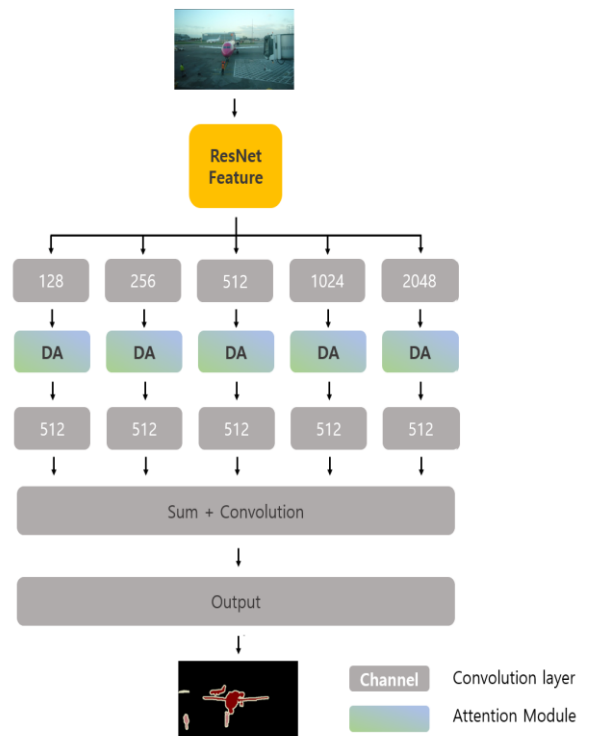 ResNet
Feature
128 256 512 1024 2048
DA DA DA DA DA
512 512 512 512 512
Sum + Convolution
Output
Channel Convolution layer
Attention Module